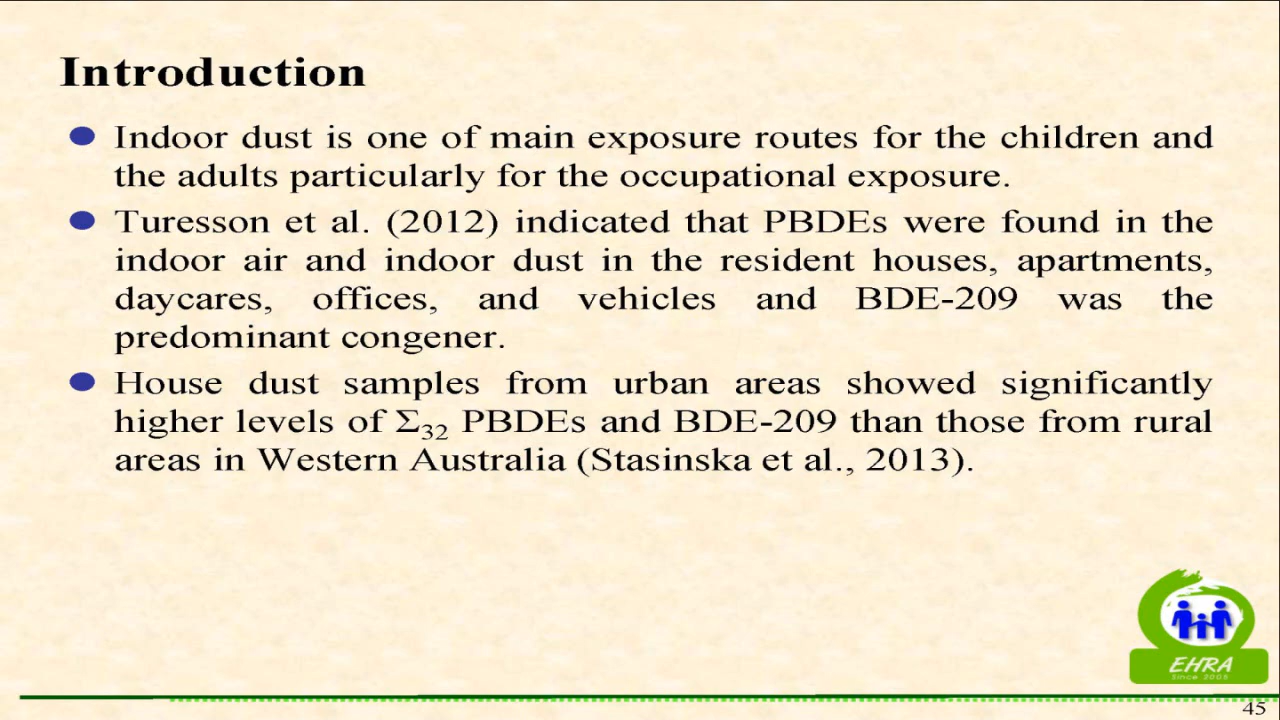 Introduction
Indoor dust is one of main exposure routes for the children and
the adults particularly for the occupational exposure.
Turesson et al. (2012) indicated that PBDEs were found in the
indoor air and indoor dust in the resident houses, apartments,
daycares, offices, and vehicles and BDE-209 was the
predominant congener.
House dust samples from urban areas showed significantly
higher levels of Σ32 PBDEs and BDE-209 than those from rural
areas in Western Australia (Stasinska et al., 2013).
EHRA
Since 2005
45